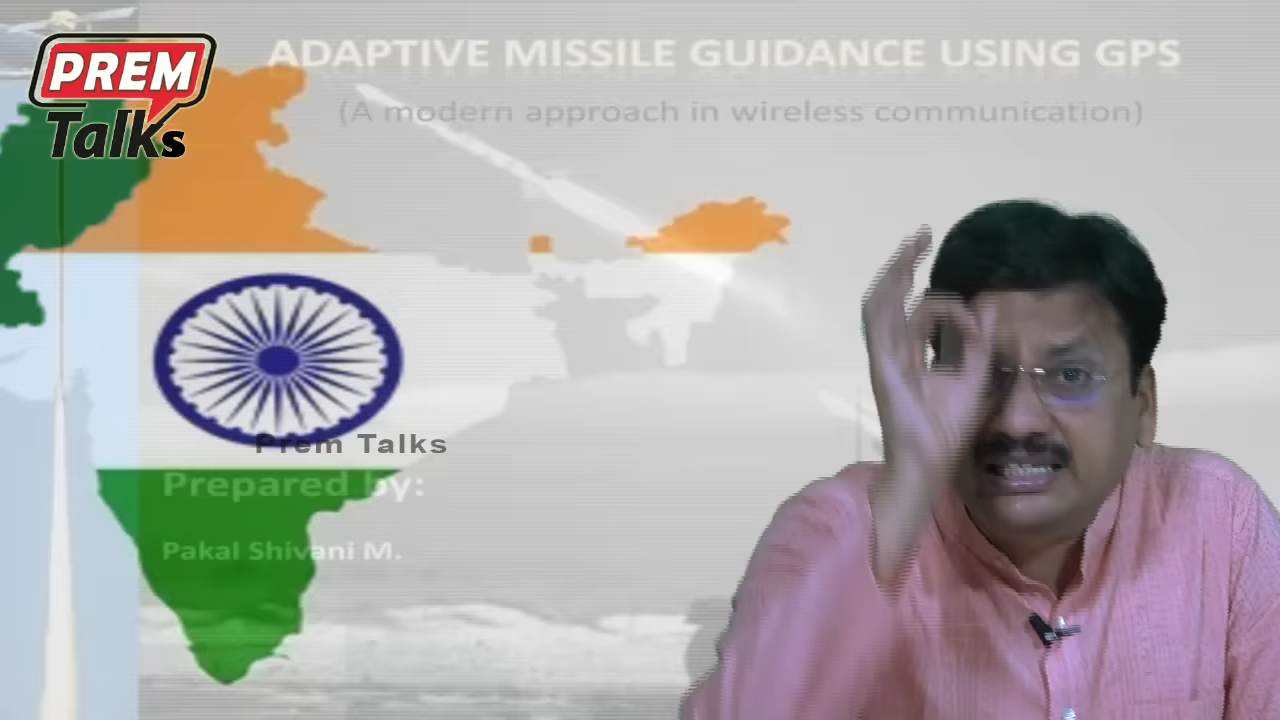 PREM
Talks
ADAPTIVE MISSILE GUIDANCE USING GPS
(A modern approach in wireless communication)
Prem Talks
Prepared by:
Pakal Shivani M.